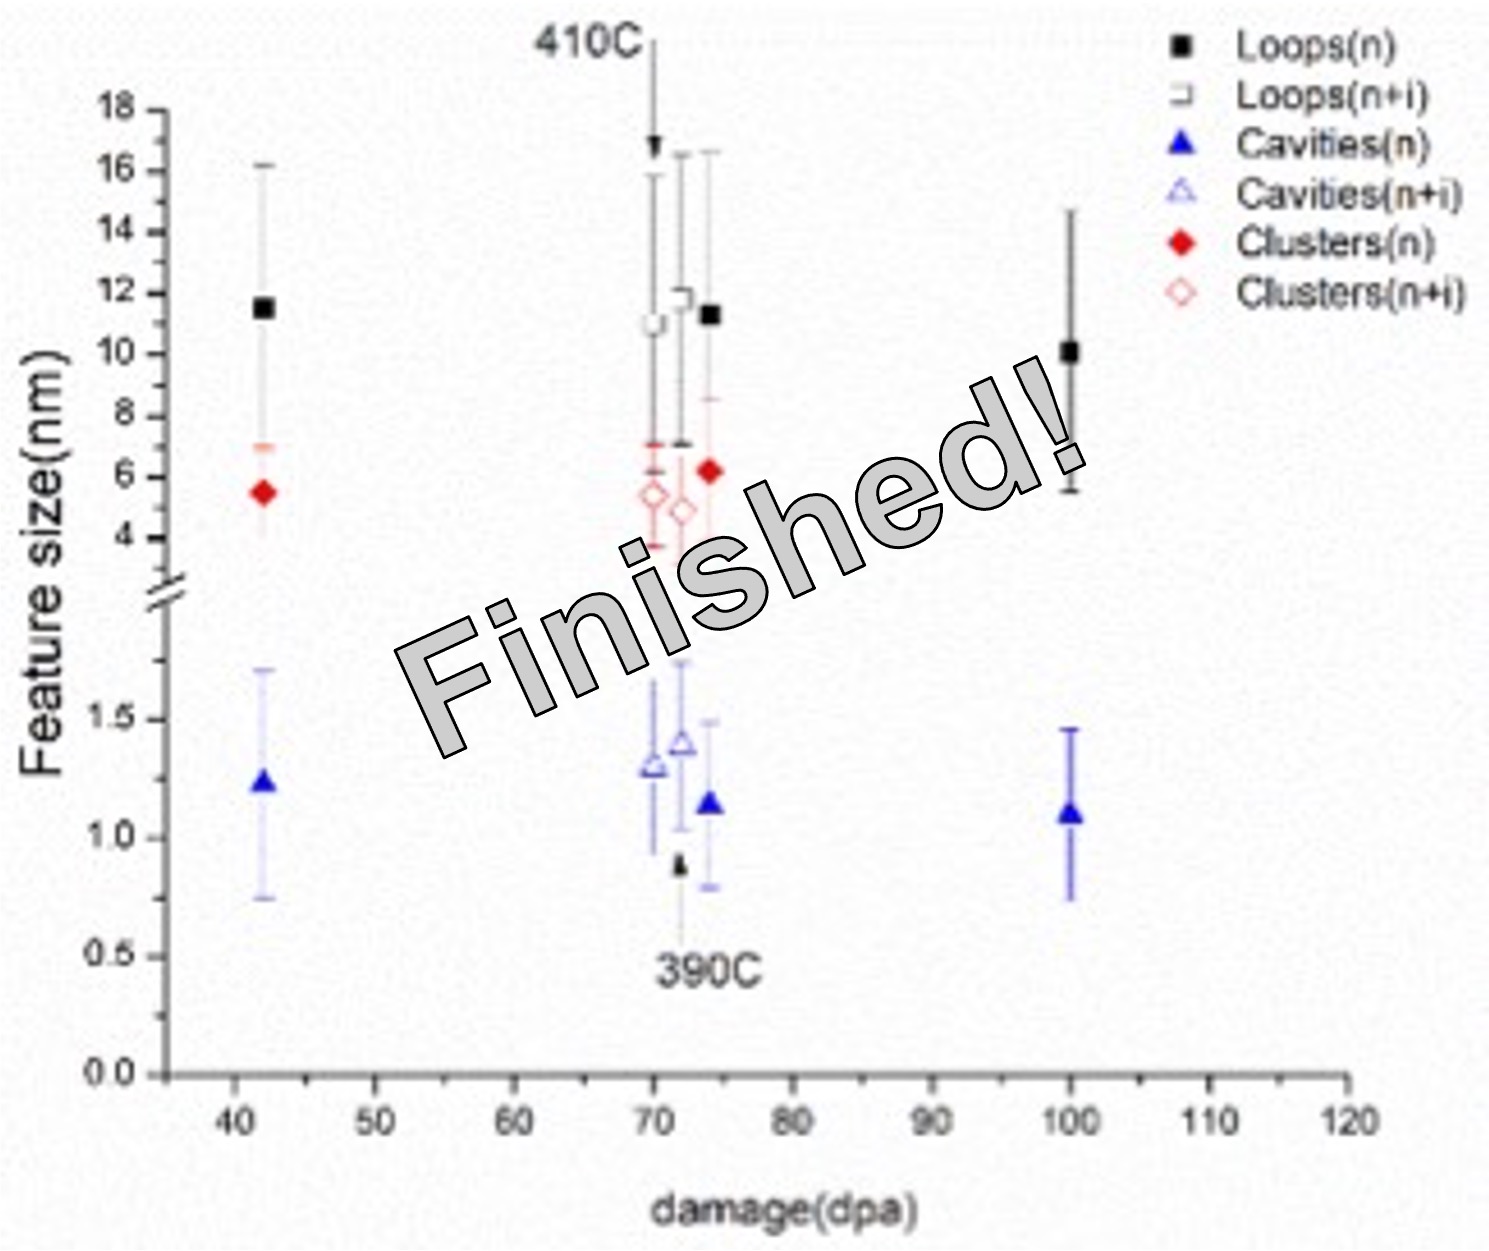 410C
Loops(n)
Loops(n+i)
Cavities(n)
Cavities(n+i)
Clusters(n)
Clusters(n+i)
Feature size(nm)
18
16
14
12
10
8
6
4
1.5
1.0
0.5
0.0
Finished!
390C
40 50 60 70 80 90 100 110 120
damage(dpa)